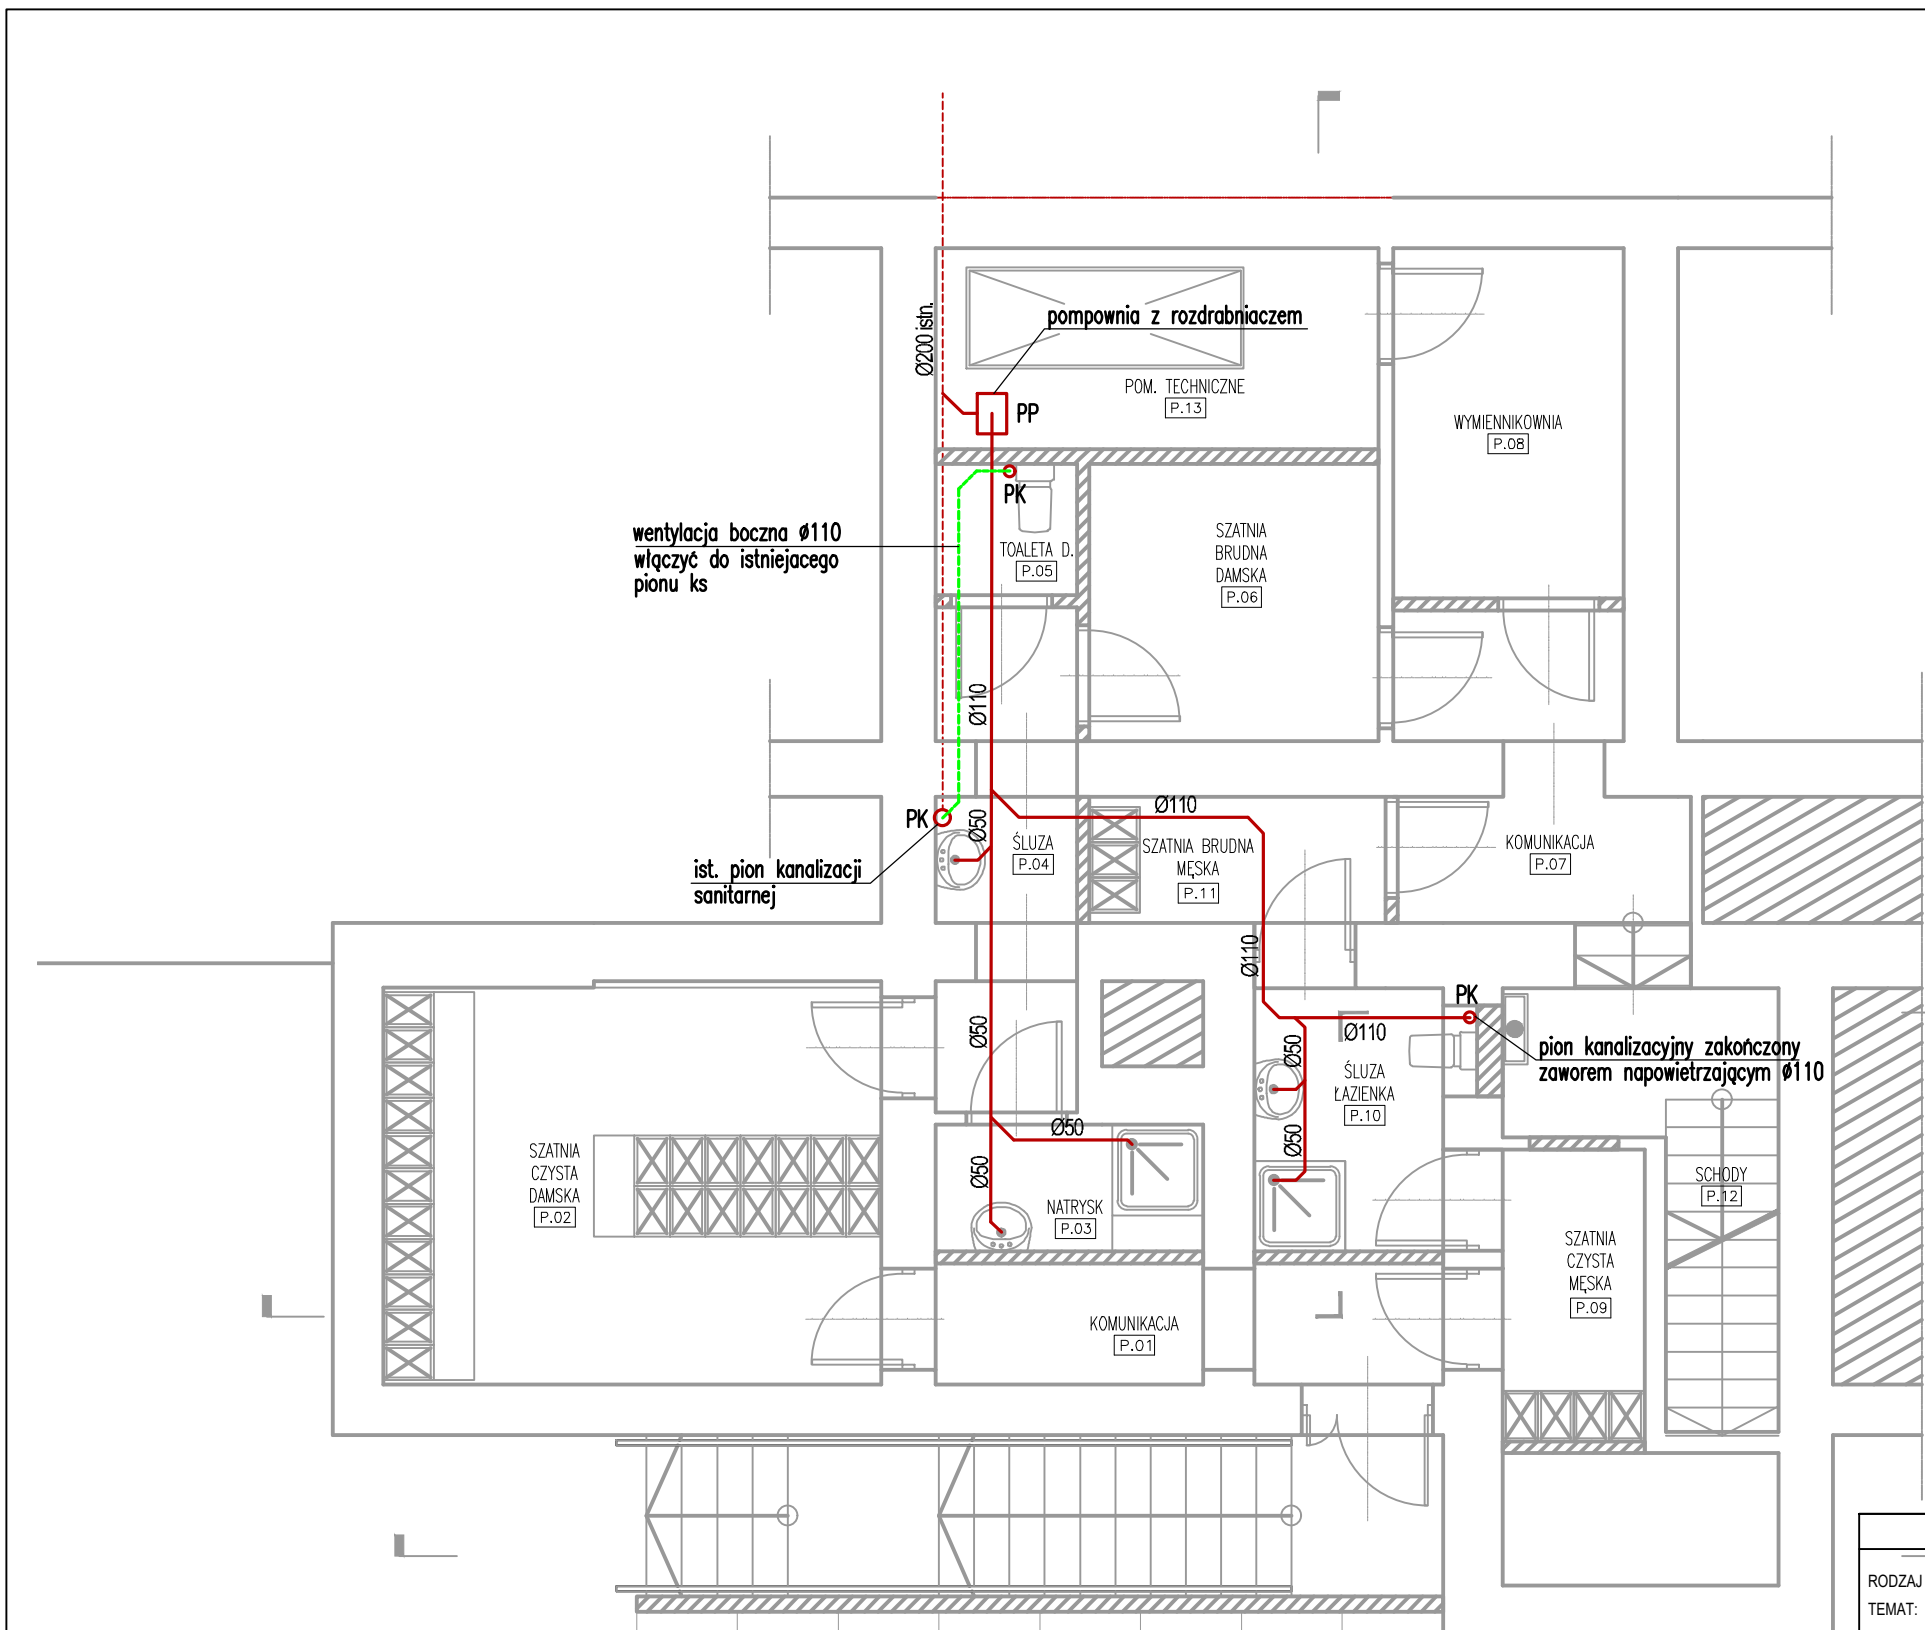 Ø200 istn.
pompownia z rozdrabniaczem
POM. TECHNICZNE
P.13
PP
WYMIENNIKOWNIA
P.08
PK
wentylacja boczna ø110
włączyć do istniejacego
pionu ks
TOALETA D.
P.05
SZATNIA
BRUDNA
DAMSKA
P.06
Ø110
PK
Ø50
ŚLUZA
P.04
Ø110
SZATNIA BRUDNA
MĘSKA
P.11
KOMUNIKACJA
P.07
ist. pion kanalizacji
sanitarnej
Ø110
PK
Ø50
Ø50
Ø110
pion kanalizacyjny zakończony
zaworem napowietrzającym ø110
ŚLUZA
ŁAZIENKA
P.10
Ø50
Ø50
Ø50
SZATNIA
CZYSTA
DAMSKA
P.02
NATRYSK
P.03
SCHODY
P.12
SZATNIA
CZYSTA
MĘSKA
P.09
KOMUNIKACJA
P.01
RODZAJ
TEMAT: